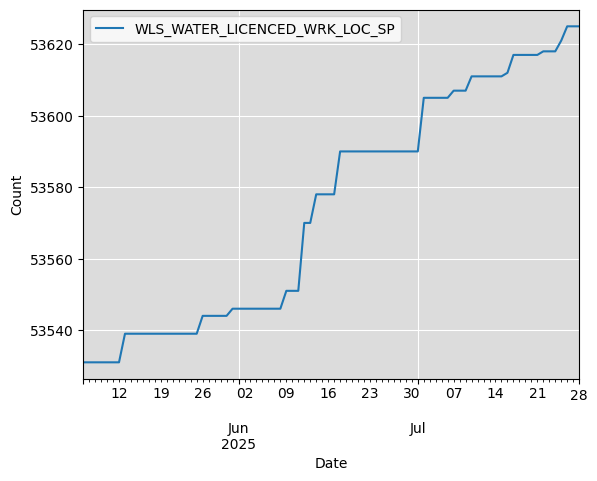 WLS_WATER_LICENCED_WRK_LOC_SP
53620
53600
53580
53560
53540
Count
12 19 26 02 09 16 23 30 07 14 21 28
Jun Jul
2025
Date